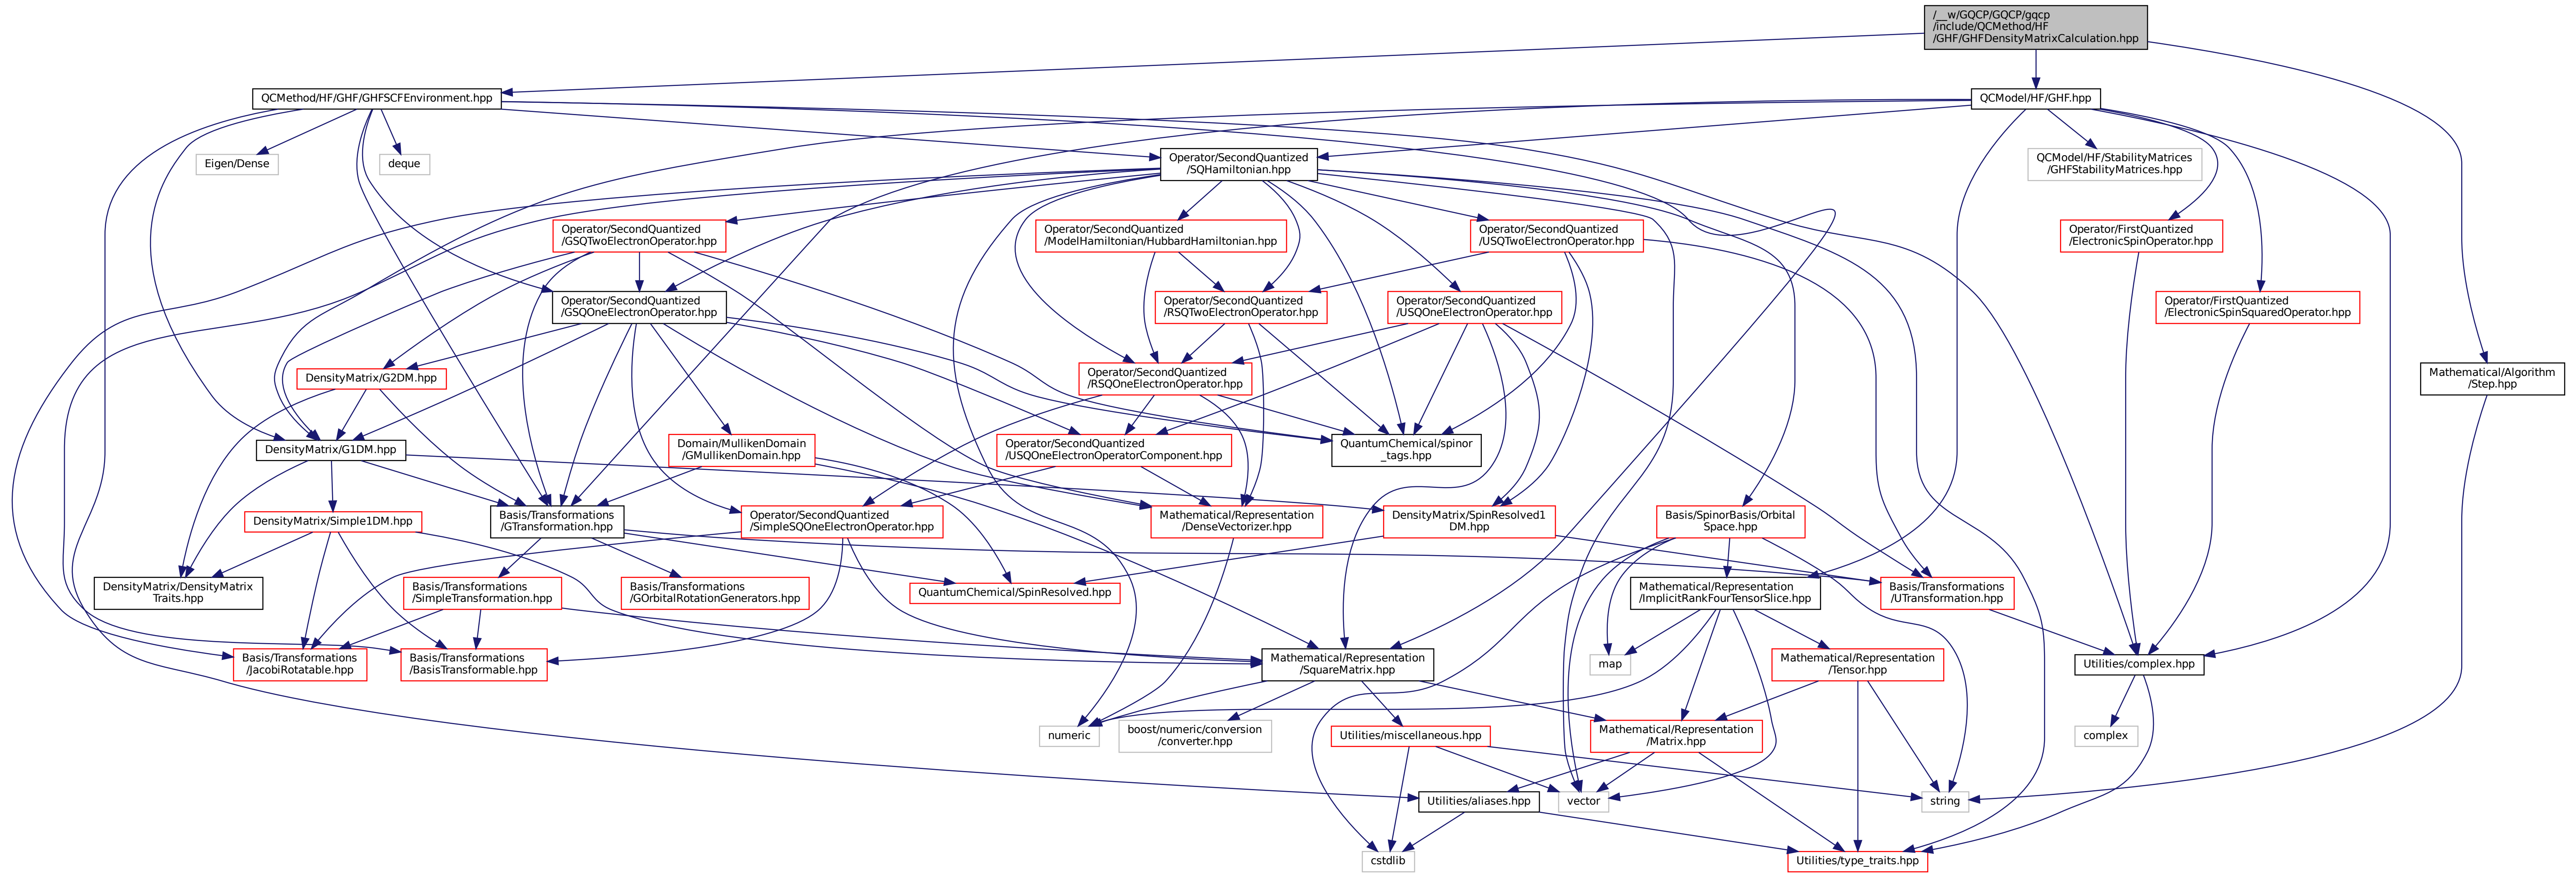 /__w/GQCP/GQCP/gqcp
/include/QCMethod/HF
/GHF/GHFDensityMatrixCalculation.hpp
QCMethod/HF/GHF/GHFSCFEnvironment.hpp
QCModel/HF/GHF.hpp
Eigen/Dense
deque
Operator/SecondQuantized
/SQHamiltonian.hpp
QCModel/HF/StabilityMatrices
/GHFStabilityMatrices.hpp
Operator/SecondQuantized
/GSQTwoElectronOperator.hpp
Operator/SecondQuantized
/ModelHamiltonian/HubbardHamiltonian.hpp
Operator/SecondQuantized
/USQTwoElectronOperator.hpp
Operator/FirstQuantized
/ElectronicSpinOperator.hpp
Operator/SecondQuantized
/GSQOneElectronOperator.hpp
Operator/SecondQuantized
/RSQTwoElectronOperator.hpp
Operator/SecondQuantized
/USQOneElectronOperator.hpp
Operator/FirstQuantized
/ElectronicSpinSquaredOperator.hpp
DensityMatrix/G2DM.hpp
Operator/SecondQuantized
/RSQOneElectronOperator.hpp
Mathematical/Algorithm
/Step.hpp
DensityMatrix/G1DM.hpp
Domain/MullikenDomain
/GMullikenDomain.hpp
Operator/SecondQuantized
/USQOneElectronOperatorComponent.hpp
QuantumChemical/spinor
_tags.hpp
DensityMatrix/Simple1DM.hpp
Basis/Transformations
/GTransformation.hpp
Operator/SecondQuantized
/SimpleSQOneElectronOperator.hpp
Mathematical/Representation
/DenseVectorizer.hpp
DensityMatrix/SpinResolved1
DM.hpp
Basis/SpinorBasis/Orbital
Space.hpp
DensityMatrix/DensityMatrix
Traits.hpp
Basis/Transformations
/SimpleTransformation.hpp
Basis/Transformations
/GOrbitalRotationGenerators.hpp
QuantumChemical/SpinResolved.hpp
Mathematical/Representation
/ImplicitRankFourTensorSlice.hpp
Basis/Transformations
/UTransformation.hpp
Basis/Transformations
/JacobiRotatable.hpp
Basis/Transformations
/BasisTransformable.hpp
Mathematical/Representation
/SquareMatrix.hpp
map
Mathematical/Representation
/Tensor.hpp
Utilities/complex.hpp
numeric
boost/numeric/conversion
/converter.hpp
Utilities/miscellaneous.hpp
Mathematical/Representation
/Matrix.hpp
complex
Utilities/aliases.hpp
vector
string
cstdlib
Utilities/type_traits.hpp